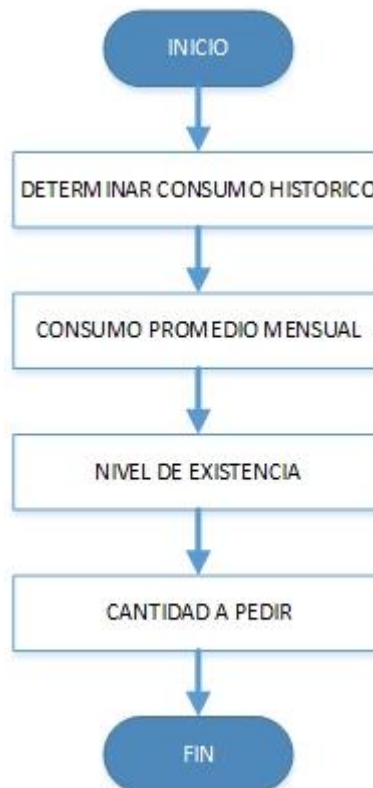 INICIO
DETERMINAR CONSUMO HISTORICO
CONSUMO PROMEDIO MENSUAL
NIVEL DE EXISTENCIA
CANTIDAD A PEDIR
FIN